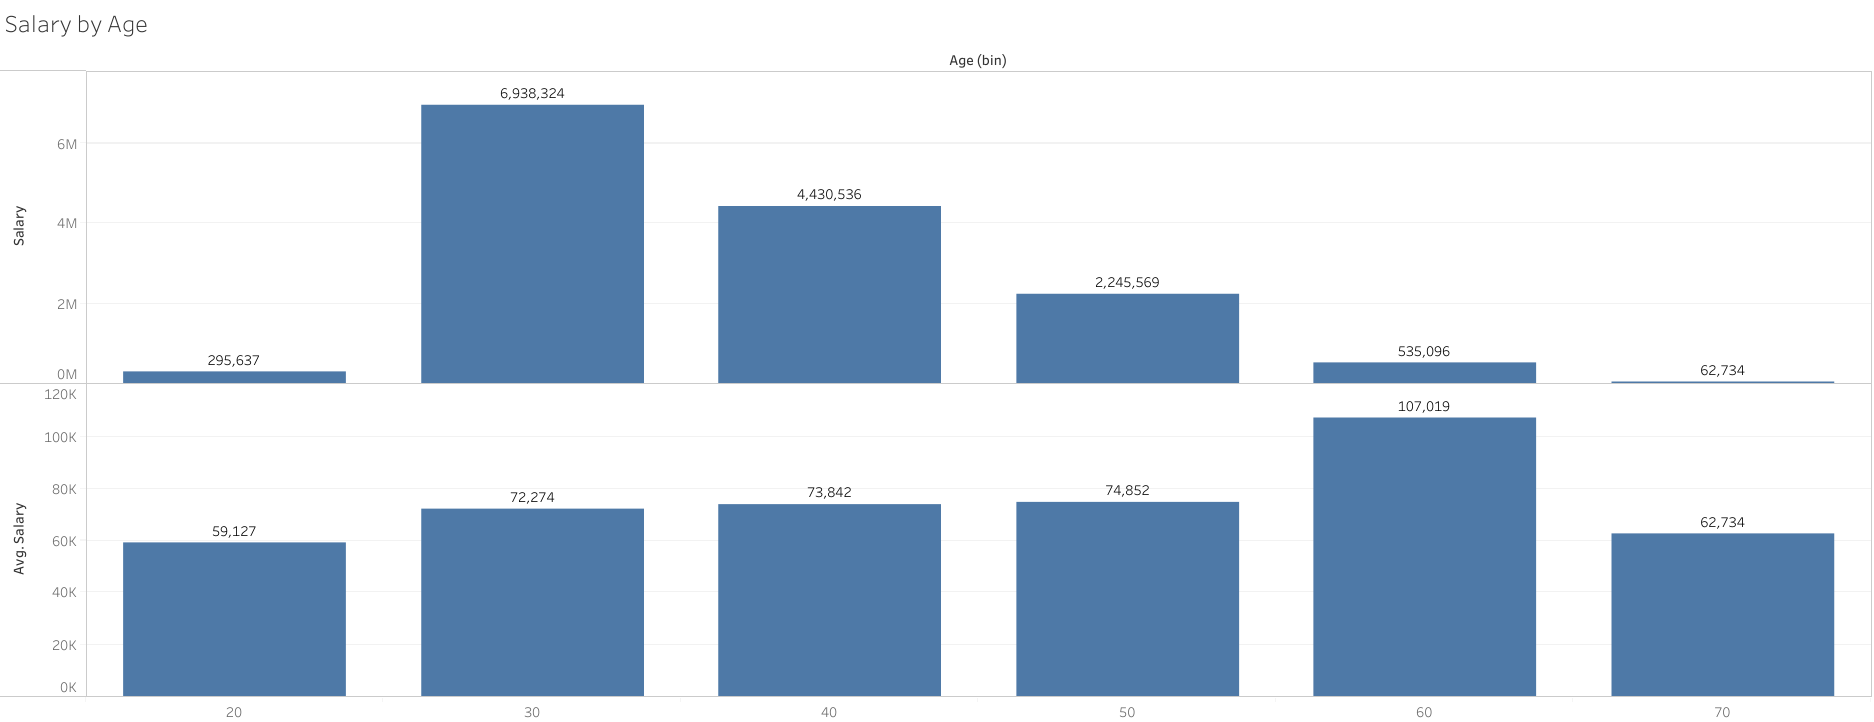 Salary by Age
Age (bin)
Salary
6M
4M
2M
0M
295,637
6,938,324
4,430,536
2,245,569
535,096
62,734
Avg. Salary
120K
100K
80K
60K
40K
20K
0K
59,127
72,274
73,842
74,852
107,019
62,734
20
30
40
50
60
70